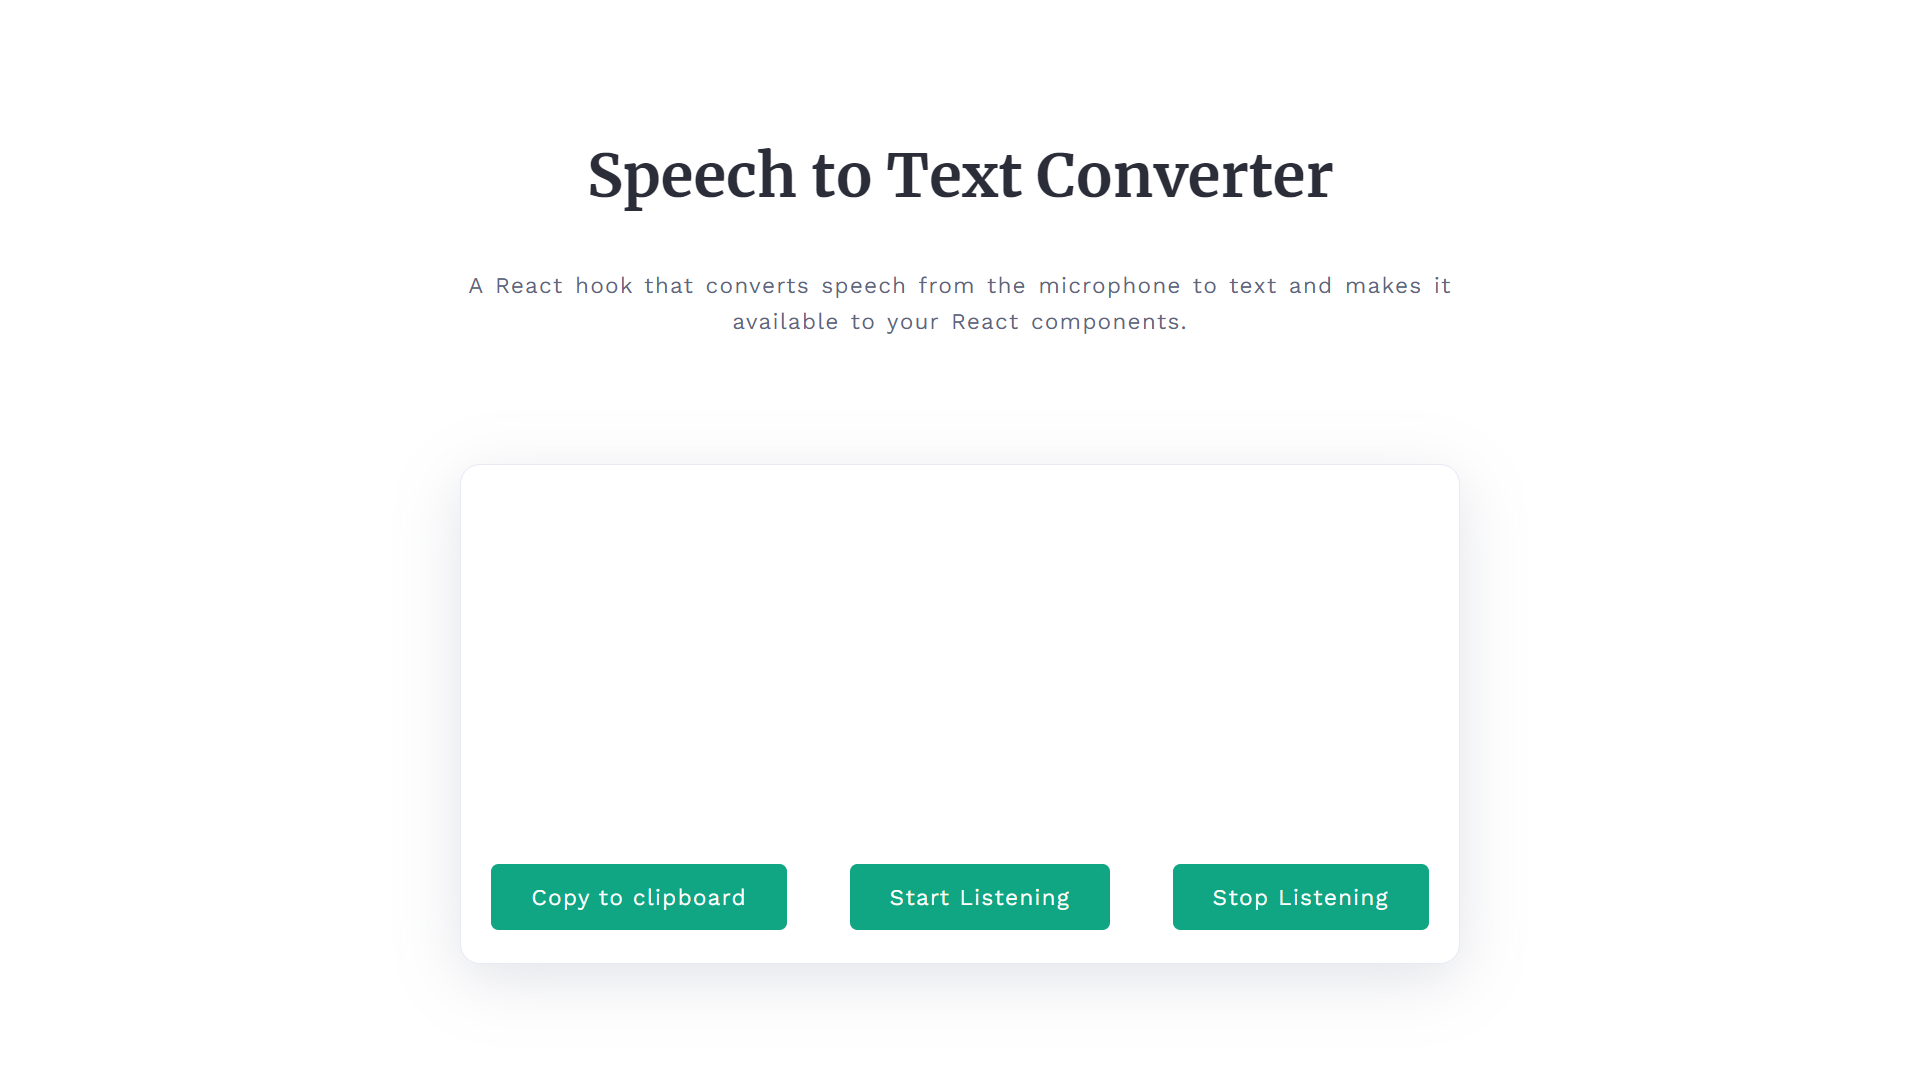 Speech to Text Converter
A React hook that converts speech from the microphone to text and makes it
available to your React components.
Copy to clipboard
Start Listening
Stop Listening